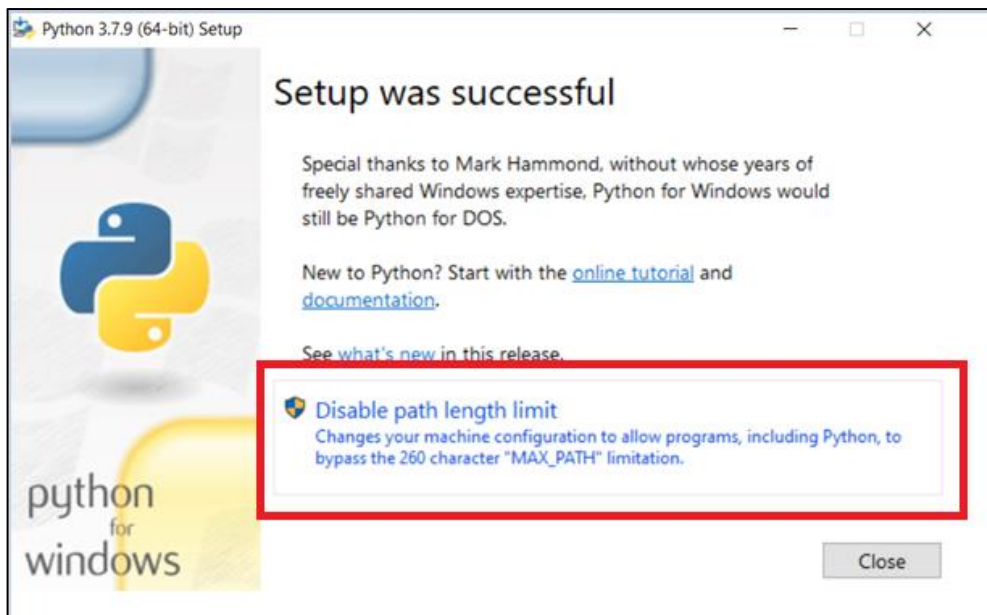 Python 3.7.9 (64-bit) Setup
Setup was successful
Special thanks to Mark Hammond, without whose years of
freely shared Windows expertise, Python for Windows would
still be Python for DOS.
New to Python? Start with the online tutorial and
documentation.
See what's new in this release.
Disable path length limit
Changes your machine configuration to allow programs, including Python, to
bypass the 260 character "MAX_PATH" limitation.
python
for
windows
Close